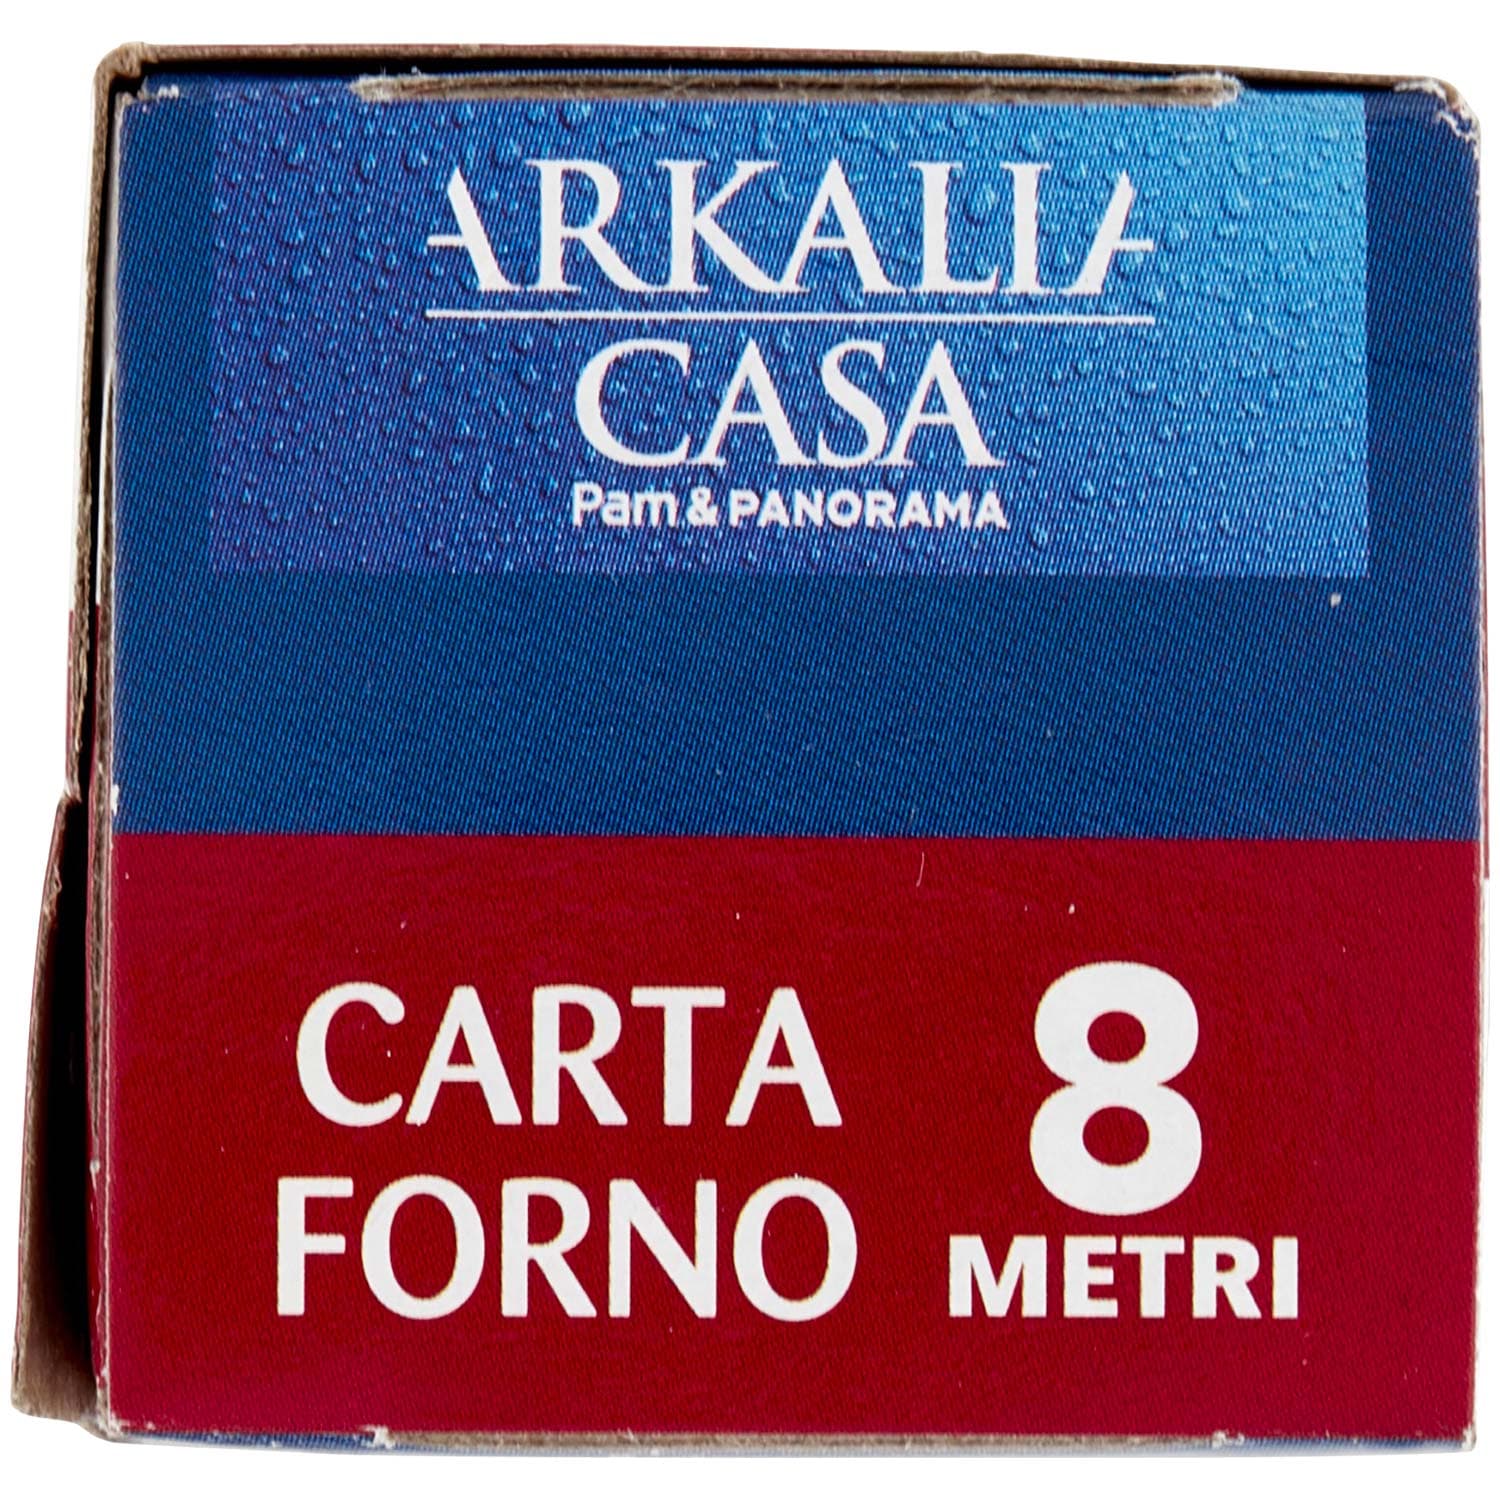 ARKALIA
CASA
Pam & PANORAMA
CARTA
FORNO
8
METRI